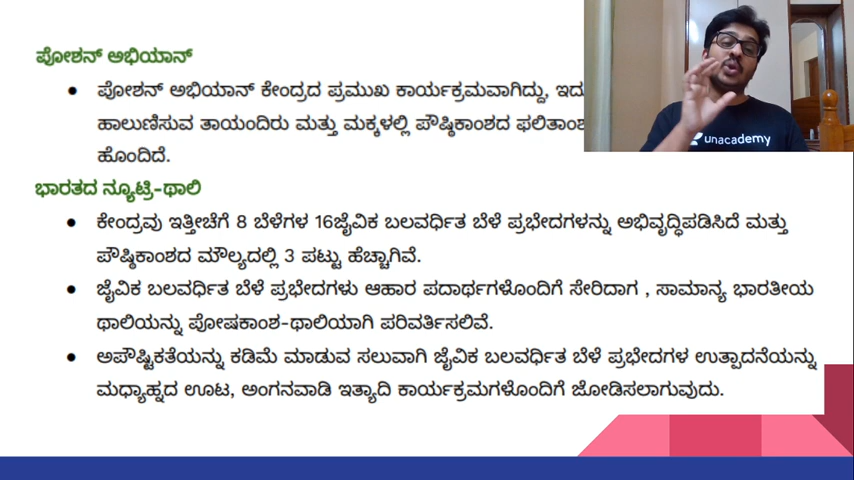 ಪೋಶನ್ ಅಭಿಯಾನ್
● ಪೋಶನ್ ಅಭಿಯಾನ್ ಕೇಂದ್ರದ ಪ್ರಮುಖ ಕಾರ್ಯಕ್ರಮವಾಗಿದ್ದು, ಇದು
ಹಾಲುಣಿಸುವ ತಾಯಂದಿರು ಮತ್ತು ಮಕ್ಕಳಲ್ಲಿ ಪೌಷ್ಠಿಕಾಂಶದ
ಹೊಂದಿದೆ.
ಭಾರತದ ನ್ಯೂಟ್ರಿ-ಥಾಲಿ
● ಕೇಂದ್ರವು ಇತ್ತೀಚೆಗೆ 8 ಬೆಳೆಗಳ 16ಜೈವಿಕ ಬಲವರ್ಧಿತ ಬೆಳೆ ಪ್ರಭೇದಗಳನ್ನು ಅಭಿವೃದ್ಧಿಪಡಿಸಿದೆ ಮತ್ತು
ಪೌಷ್ಠಿಕಾಂಶದ ಮೌಲ್ಯದಲ್ಲಿ 3 ಪಟ್ಟು ಹೆಚ್ಚಾಗಿವೆ.
● ಜೈವಿಕ ಬಲವರ್ಧಿತ ಬೆಳೆ ಪ್ರಭೇದಗಳು ಆಹಾರ ಪದಾರ್ಥಗಳೊಂದಿಗೆ ಸೇರಿದಾಗ , ಸಾಮಾನ್ಯ ಭಾರತೀಯ
ಥಾಲಿಯನ್ನು ಪೋಷಕಾಂಶ-ಥಾಲಿಯಾಗಿ ಪರಿವರ್ತಿಸಲಿವೆ.
● ಅಪೌಷ್ಟಿಕತೆಯನ್ನು ಕಡಿಮೆ ಮಾಡುವ ಸಲುವಾಗಿ ಜೈವಿಕ ಬಲವರ್ಧಿತ ಬೆಳೆ ಪ್ರಭೇದಗಳ ಉತ್ಪಾದನೆಯನ್ನು
ಮಧ್ಯಾಹ್ನದ ಊಟ, ಅಂಗನವಾಡಿ ಇತ್ಯಾದಿ ಕಾರ್ಯಕ್ರಮಗಳೊಂದಿಗೆ ಜೋಡಿಸಲಾಗುವುದು.
unacademy